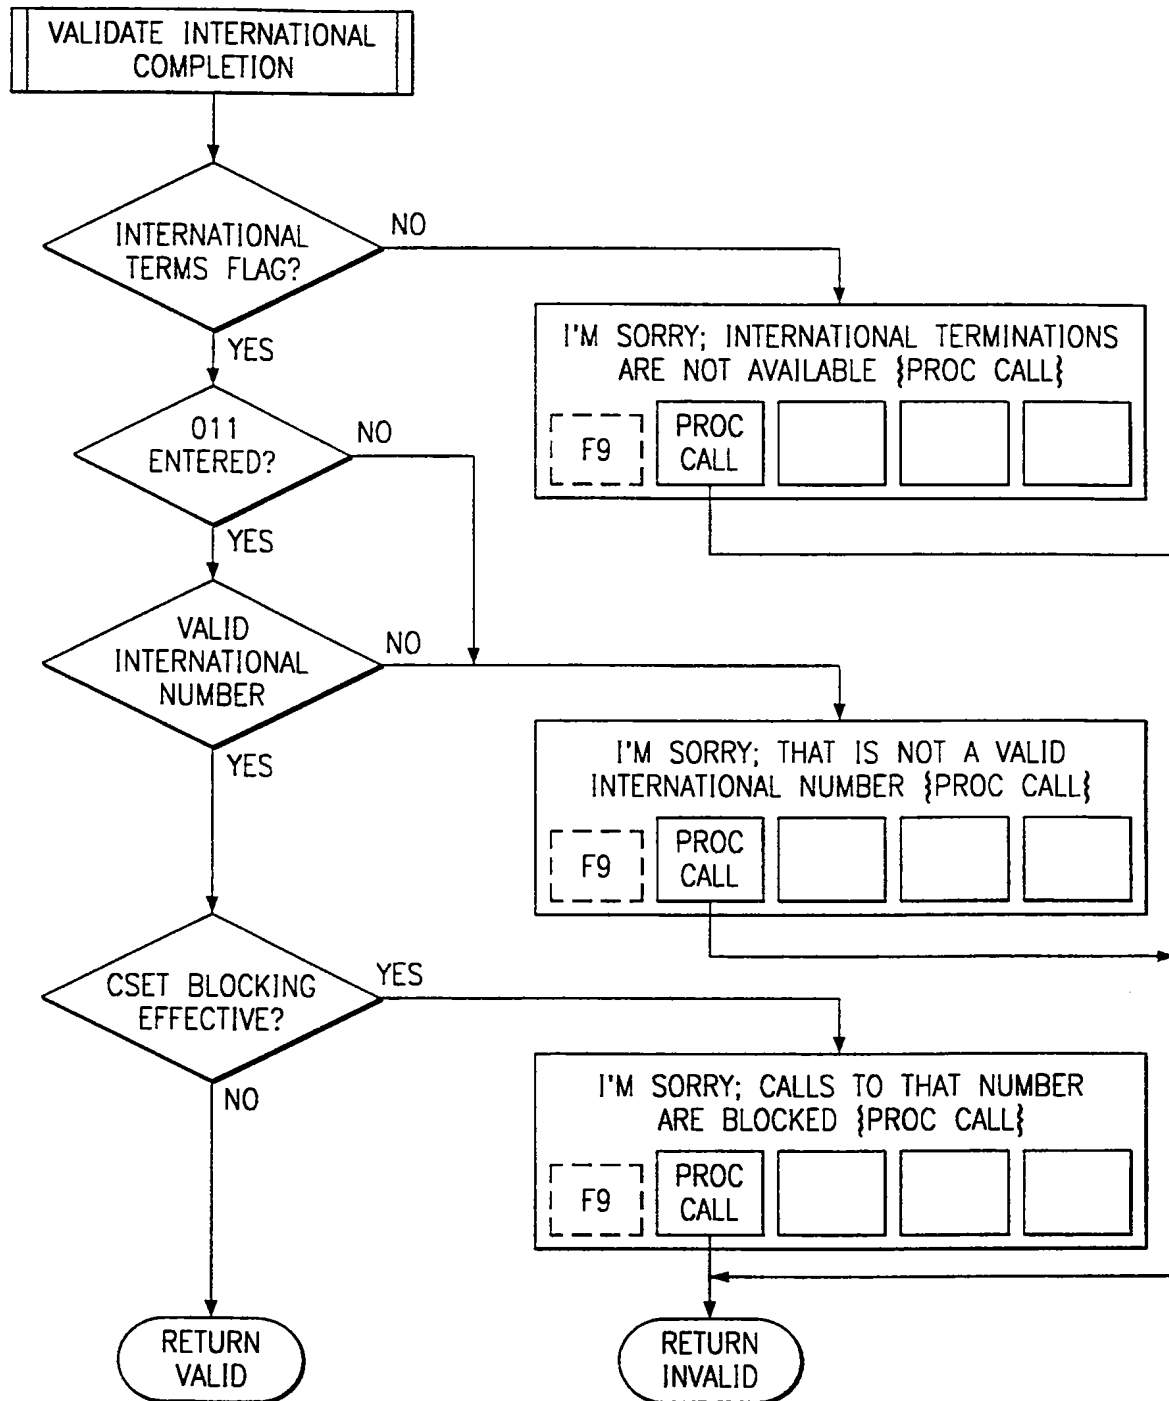 VALIDATE INTERNATIONAL
COMPLETION
INTERNATIONAL
TERMS FLAG?
NO
YES
I'M SORRY; INTERNATIONAL TERMINATIONS
ARE NOT AVAILABLE {PROC CALL}
F9
PROC
CALL
011
ENTERED?
NO
YES
VALID
INTERNATIONAL
NUMBER
NO
YES
I'M SORRY; THAT IS NOT A VALID
INTERNATIONAL NUMBER {PROC CALL}
F9
PROC
CALL
CSET BLOCKING
EFFECTIVE?
YES
NO
I'M SORRY; CALLS TO THAT NUMBER
ARE BLOCKED {PROC CALL}
F9
PROC
CALL
RETURN
VALID
RETURN
INVALID